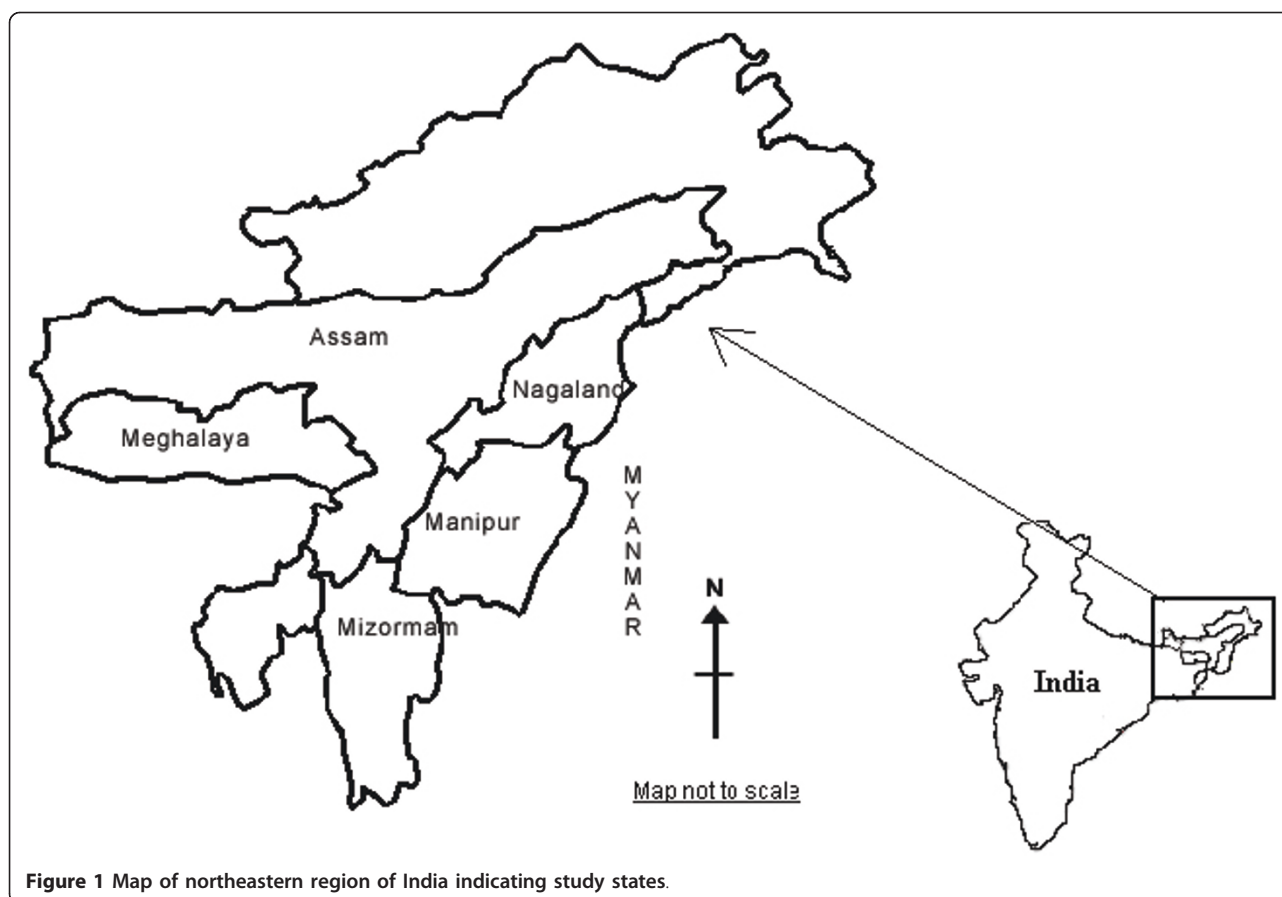 Assam
Nagaland
Meghalaya
Manipur
MYANMAR
Mizormam
N
India
Map not to scale
Figure 1 Map of northeastern region of India indicating study states.